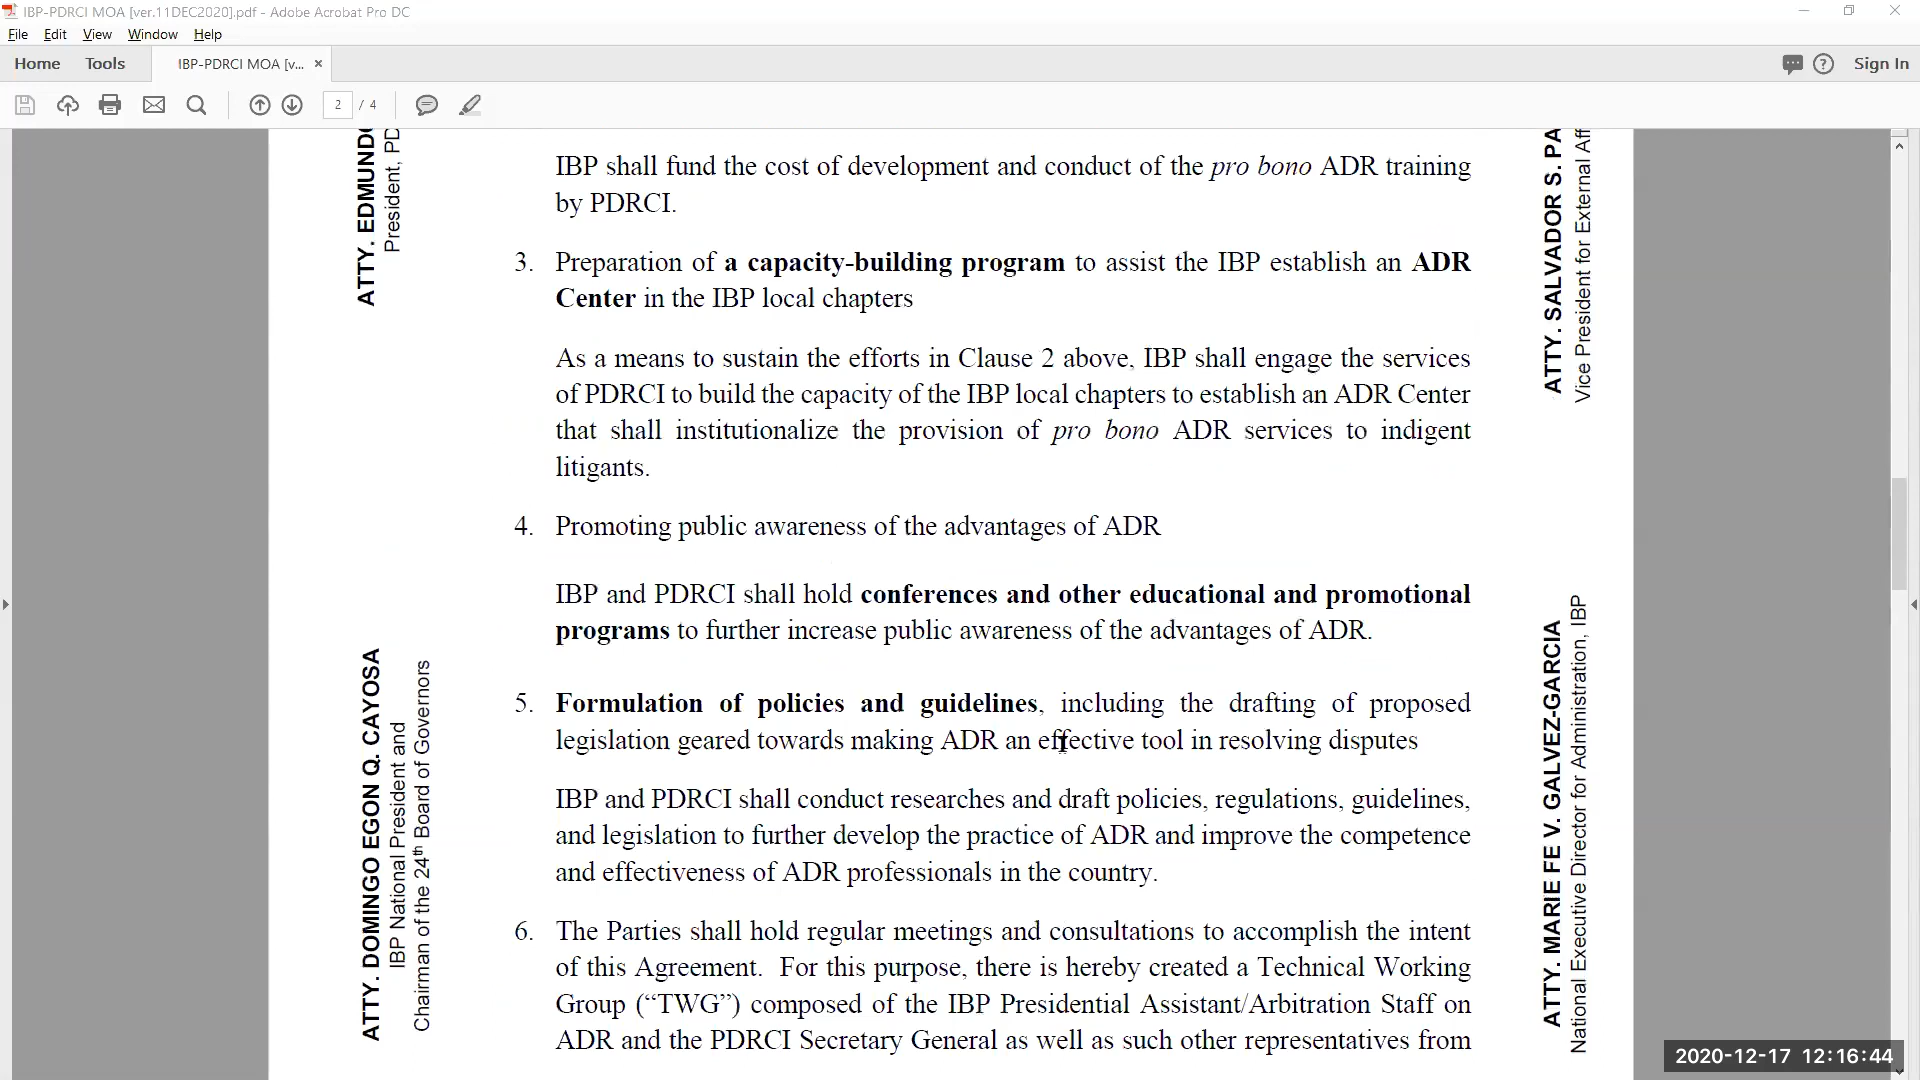 IBP-PDRCI MOA [ver.11DEC2020].pdf - Adobe Acrobat Pro DC
File Edit View Window Help
Home Tools IBP-PDRCI MOA [v... × Sign In
2 / 4
ATTY. EDMUND
President, PD
ATTY. SALVADOR S. PA
Vice President for External Aff
IBP shall fund the cost of development and conduct of the pro bono ADR training
by PDRCI.
3. Preparation of a capacity-building program to assist the IBP establish an ADR
Center in the IBP local chapters
As a means to sustain the efforts in Clause 2 above, IBP shall engage the services
of PDRCI to build the capacity of the IBP local chapters to establish an ADR Center
that shall institutionalize the provision of pro bono ADR services to indigent
litigants.
4. Promoting public awareness of the advantages of ADR
IBP and PDRCI shall hold conferences and other educational and promotional
programs to further increase public awareness of the advantages of ADR.
5. Formulation of policies and guidelines, including the drafting of proposed
legislation geared towards making ADR an effective tool in resolving disputes
IBP and PDRCI shall conduct researches and draft policies, regulations, guidelines,
and legislation to further develop the practice of ADR and improve the competence
and effectiveness of ADR professionals in the country.
6. The Parties shall hold regular meetings and consultations to accomplish the intent
of this Agreement. For this purpose, there is hereby created a Technical Working
Group (“TWG”) composed of the IBP Presidential Assistant/Arbitration Staff on
ADR and the PDRCI Secretary General as well as such other representatives from
ATTY. DOMINGO EGON Q. CAYOSA
IBP National President and
Chairman of the 24th Board of Governors
ATTY. MARIE FE V. GALVEZ-GARCIA
National Executive Director for Administration, IBP
2020-12-17 12:16:44